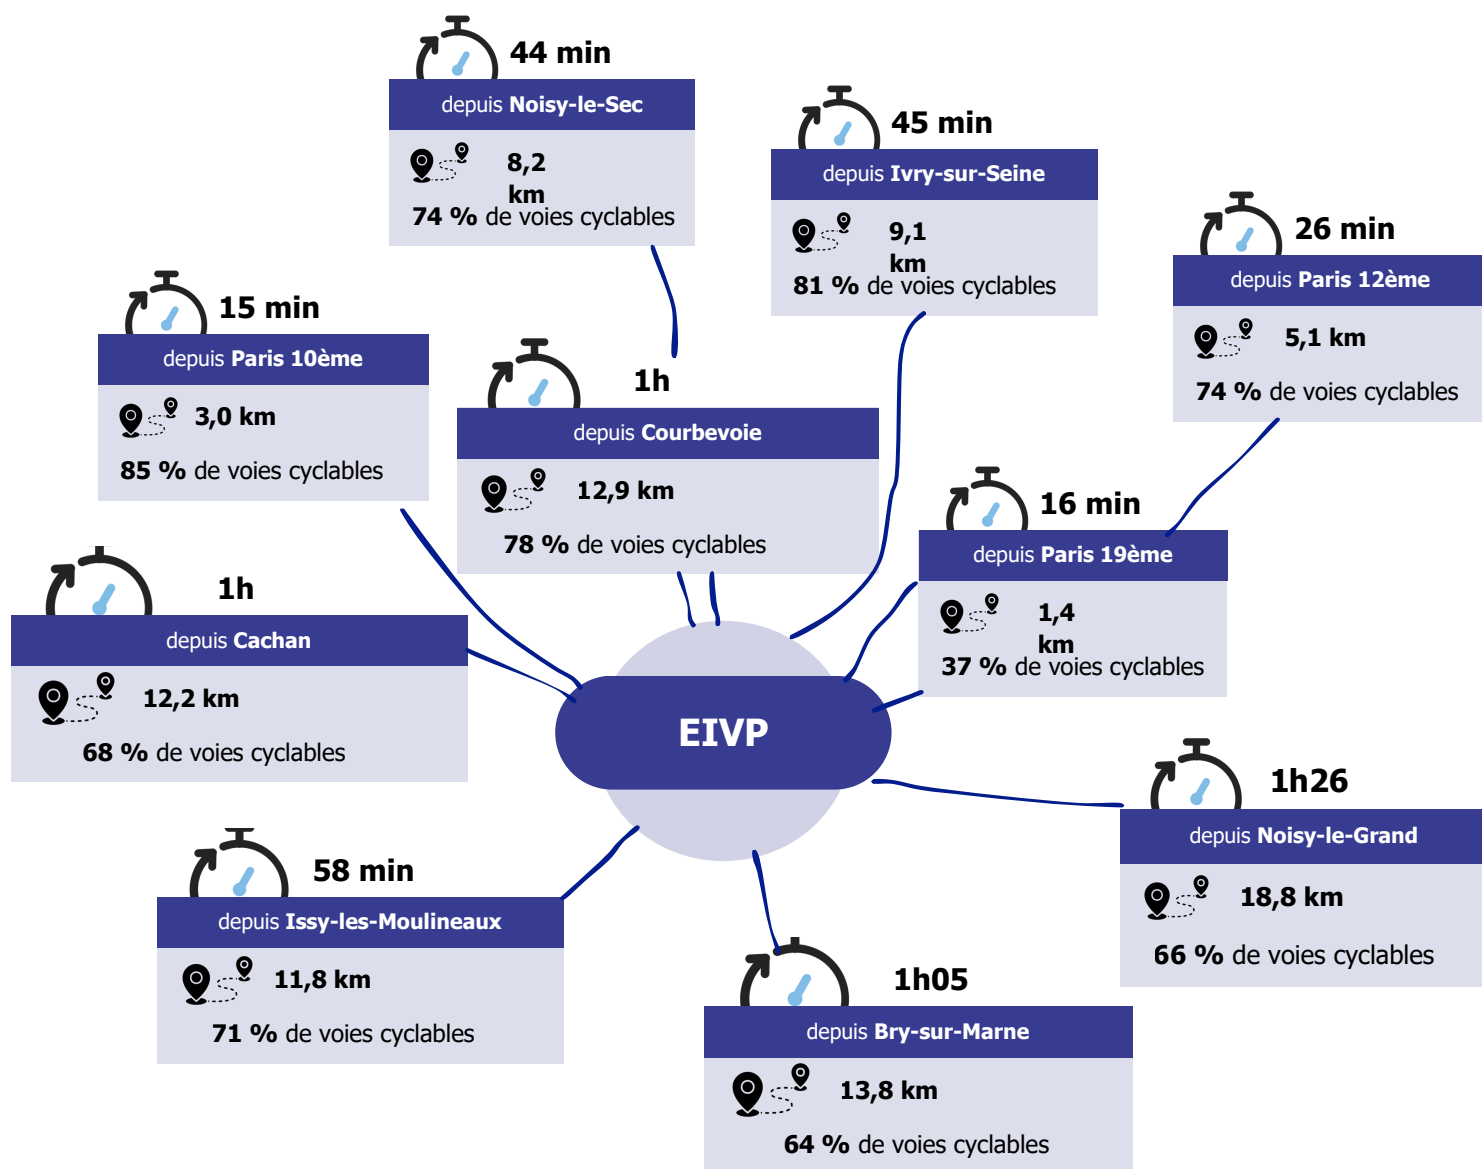 44 min
depuis Noisy-le-Sec
8,2
km
74 % de voies cyclables
45 min
depuis Ivry-sur-Seine
9,1
km
81 % de voies cyclables
26 min
depuis Paris 12ème
5,1 km
74 % de voies cyclables
15 min
depuis Paris 10ème
3,0 km
85 % de voies cyclables
1h
depuis Courbevoie
12,9 km
78 % de voies cyclables
16 min
depuis Paris 19ème
1,4
km
37 % de voies cyclables
1h
depuis Cachan
12,2 km
68 % de voies cyclables
EIVP
1h26
depuis Noisy-le-Grand
18,8 km
66 % de voies cyclables
58 min
depuis Issy-les-Moulineaux
11,8 km
71 % de voies cyclables
1h05
depuis Bry-sur-Marne
13,8 km
64 % de voies cyclables